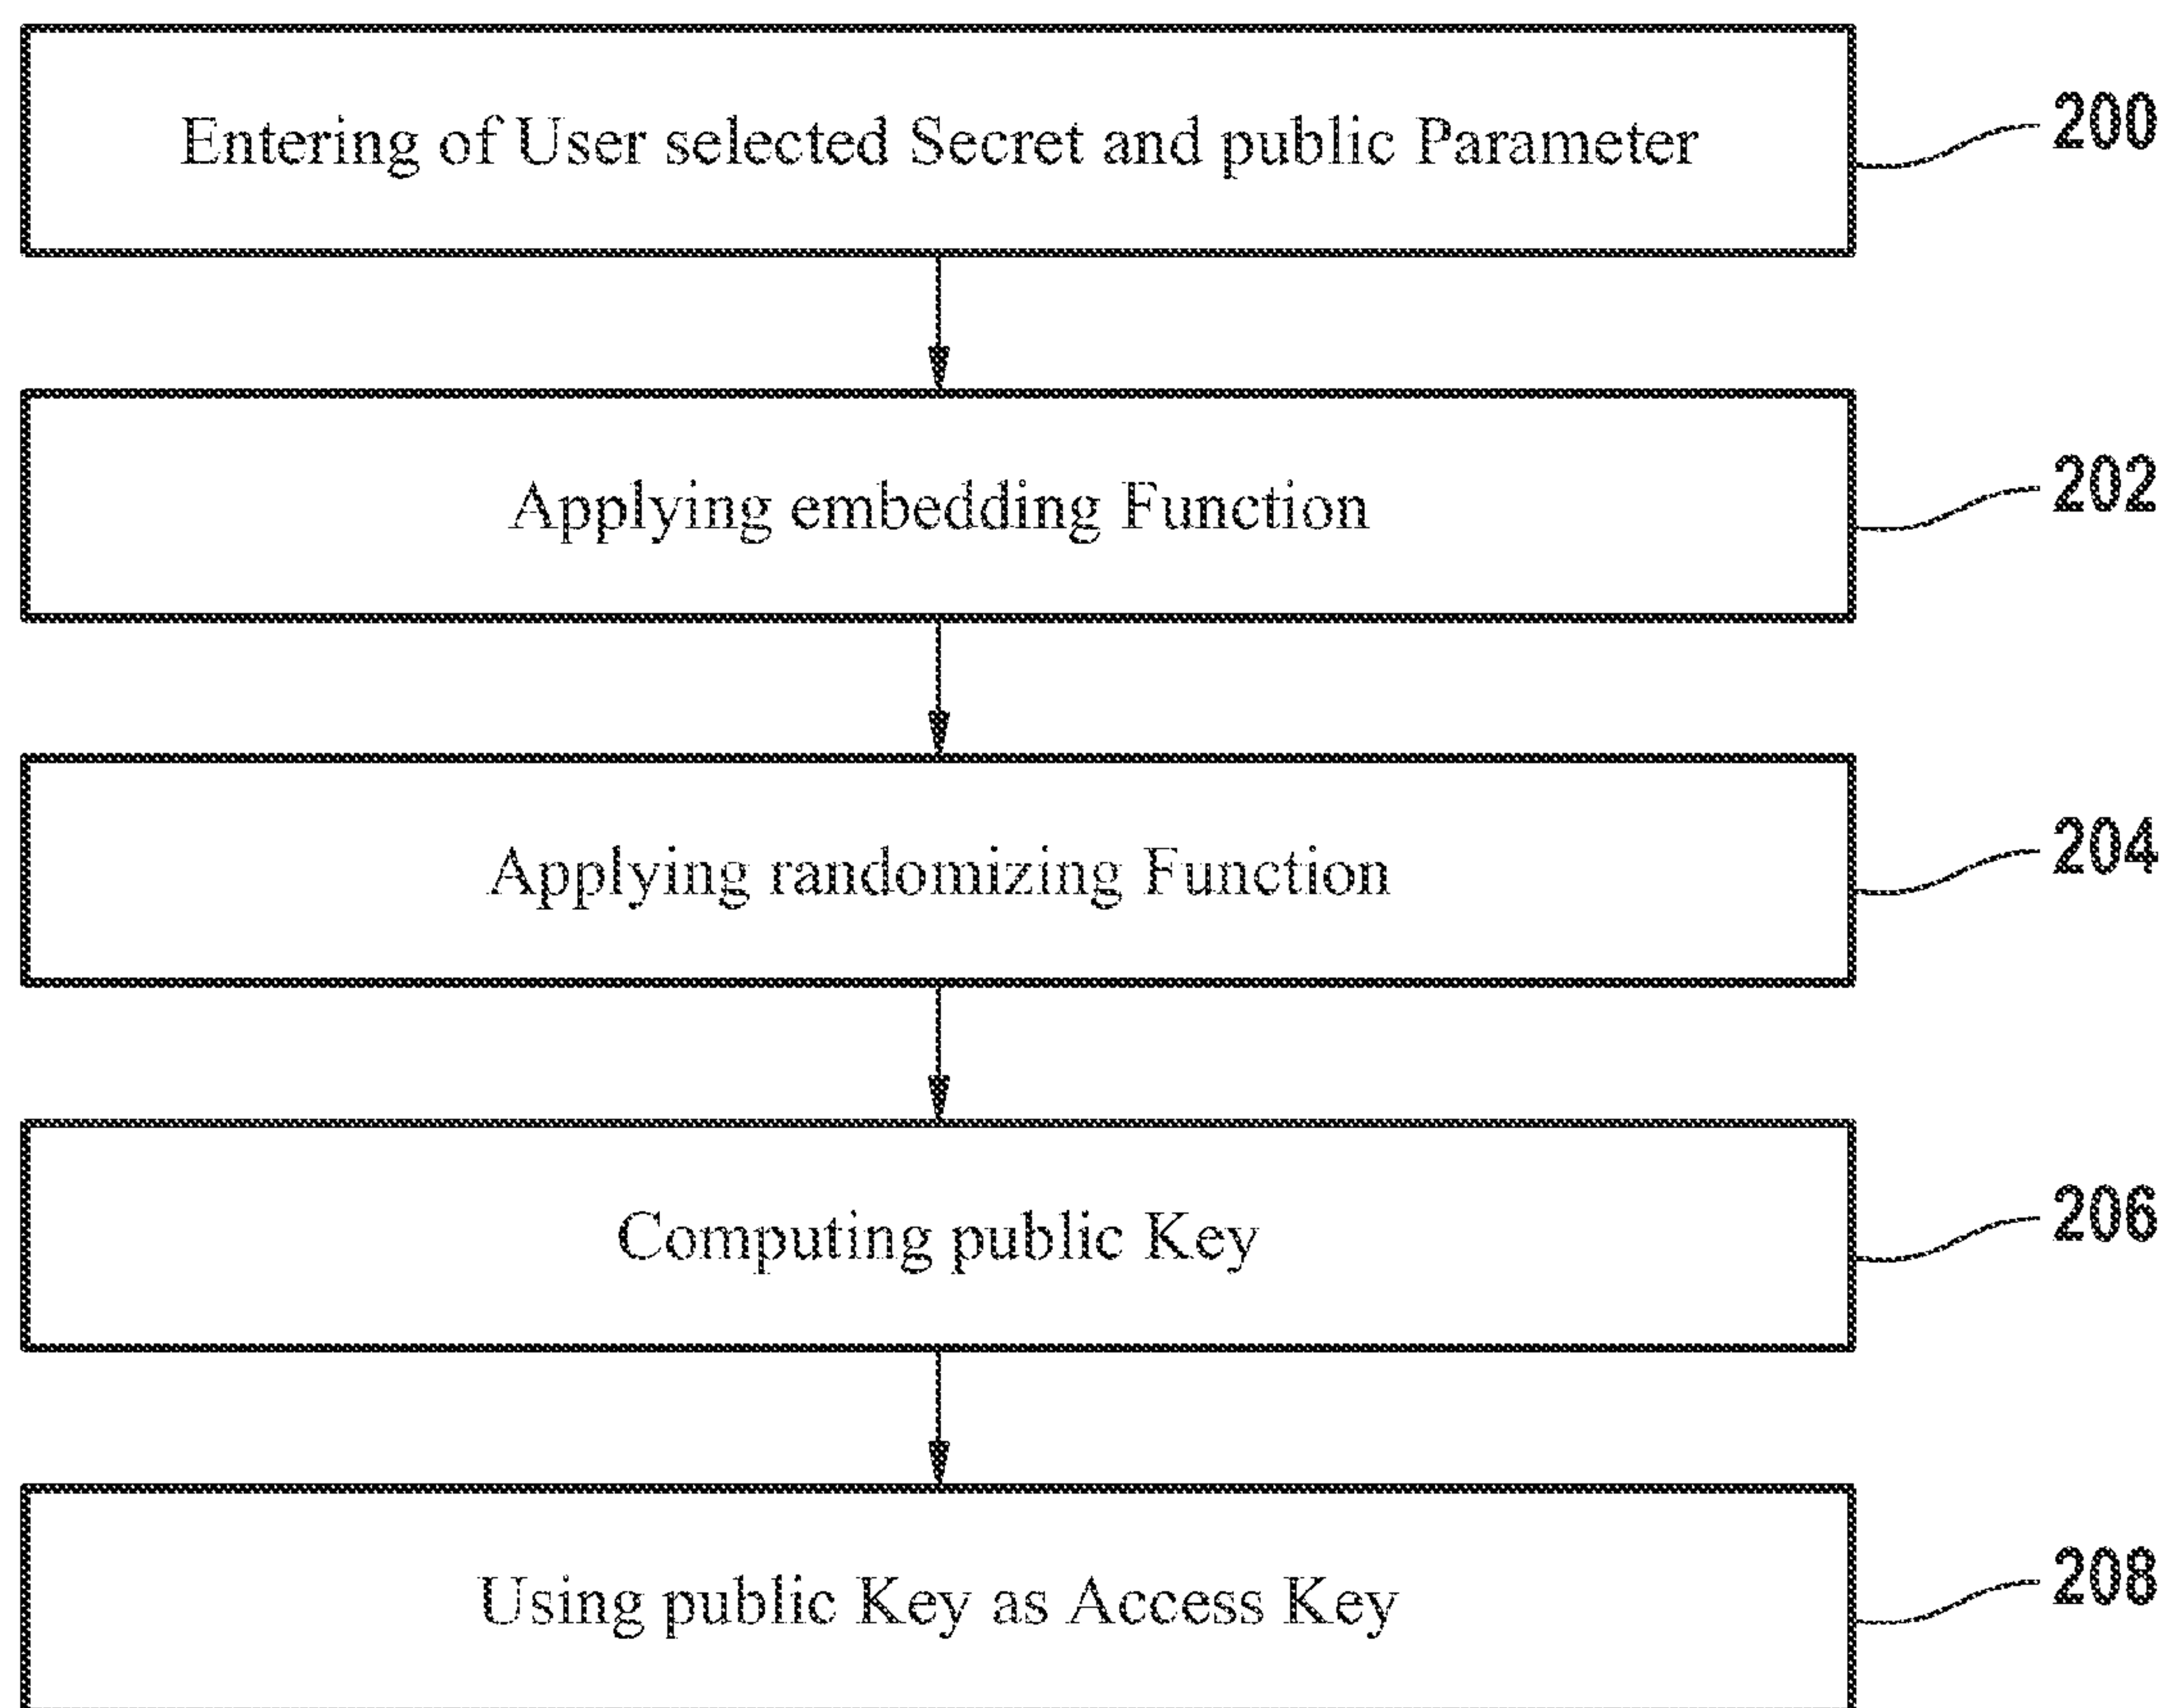 Entering of User selected Secret and public Parameter
200
Applying embedding Function
202
Applying randomizing Function
204
Computing public Key
206
Using public Key as Access Key
208